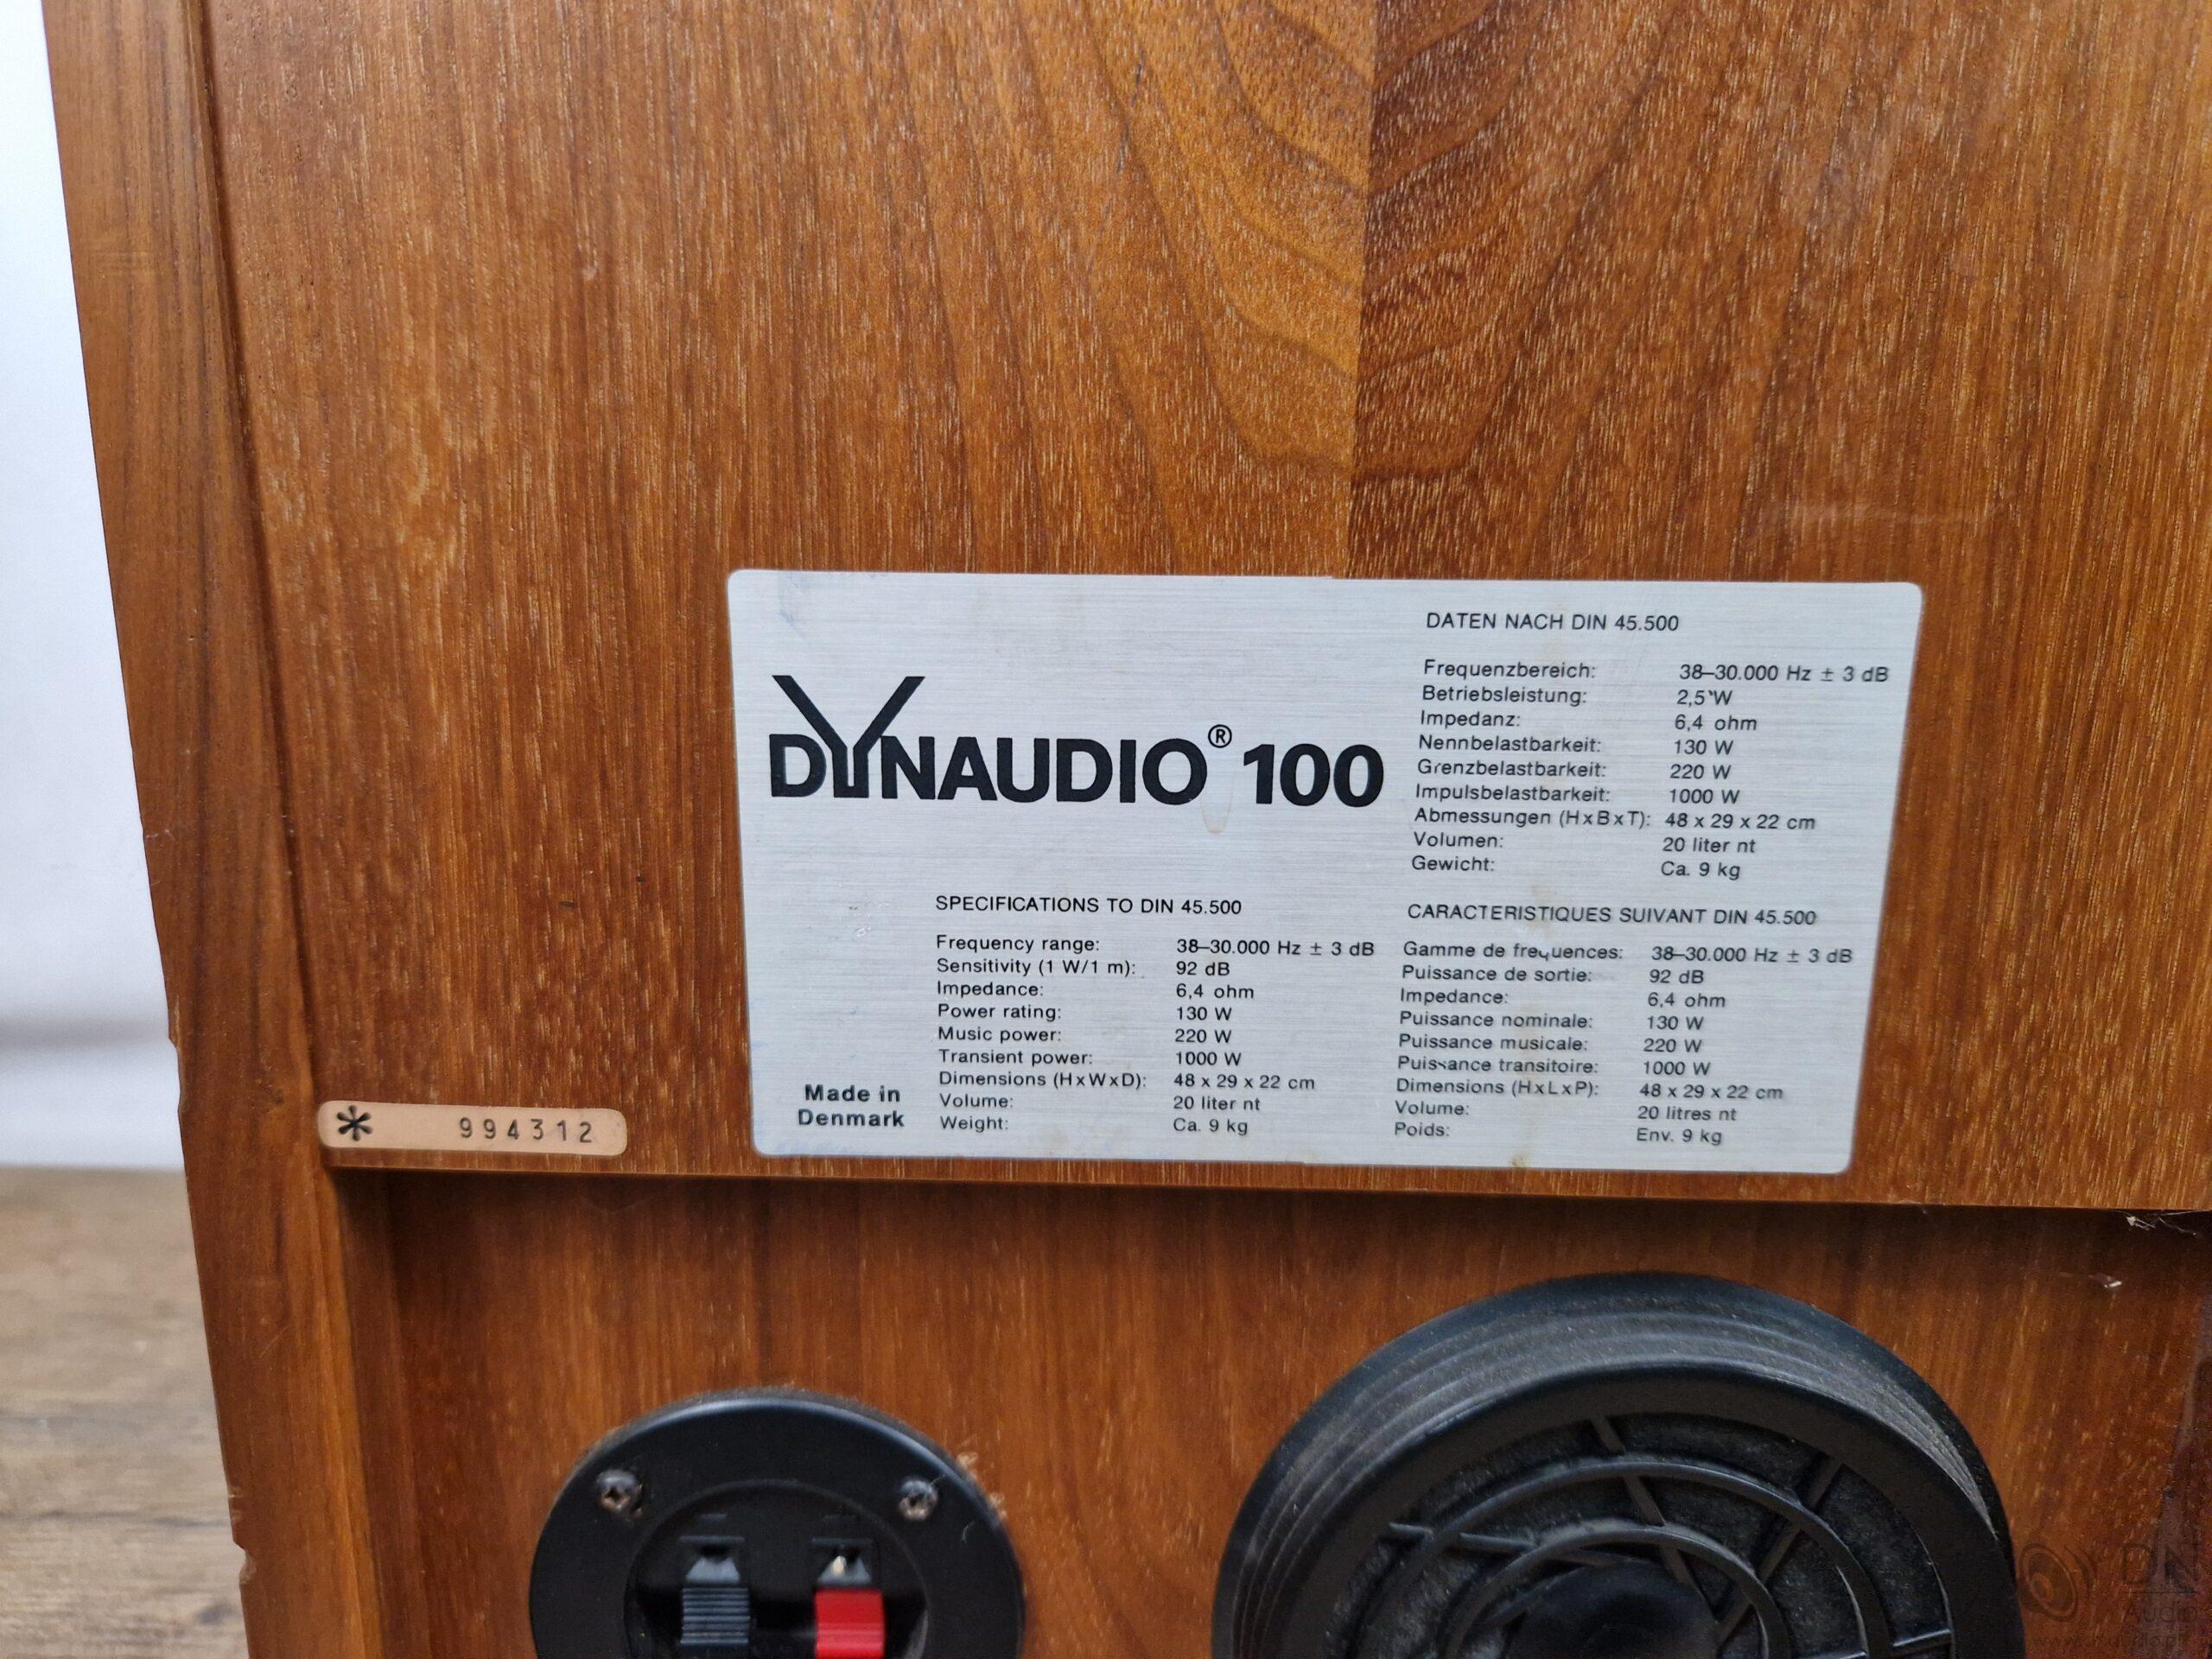 DYNAUDIO® 100
DATEN NACH DIN 45.500
Frequenzbereich: 38–30.000 Hz ± 3 dB
Betriebsleistung: 2,5 W
Impedanz: 6,4 ohm
Nennbelastbarkeit: 130 W
Grenzbelastbarkeit: 220 W
Impulsbelastbarkeit: 1000 W
Abmessungen (HxBxT): 48 x 29 x 22 cm
Volumen: 20 liter nt
Gewicht: Ca. 9 kg
SPECIFICATIONS TO DIN 45.500
Frequency range: 38–30.000 Hz ± 3 dB
Sensitivity (1 W/1 m): 92 dB
Impedance: 6,4 ohm
Power rating: 130 W
Music power: 220 W
Transient power: 1000 W
Dimensions (HxWxD): 48 x 29 x 22 cm
Volume: 20 liter nt
Weight: Ca. 9 kg
CARACTERISTIQUES SUIVANT DIN 45.500
Gamme de frequences: 38–30.000 Hz ± 3 dB
Puissance de sortie: 92 dB
Impedance: 6,4 ohm
Puissance nominale: 130 W
Puissance musicale: 220 W
Puissance transitoire: 1000 W
Dimensions (HxLxP): 48 x 29 x 22 cm
Volume: 20 litres nt
Poids: Env. 9 kg
Made in
Denmark
* 994312
DN
Audio